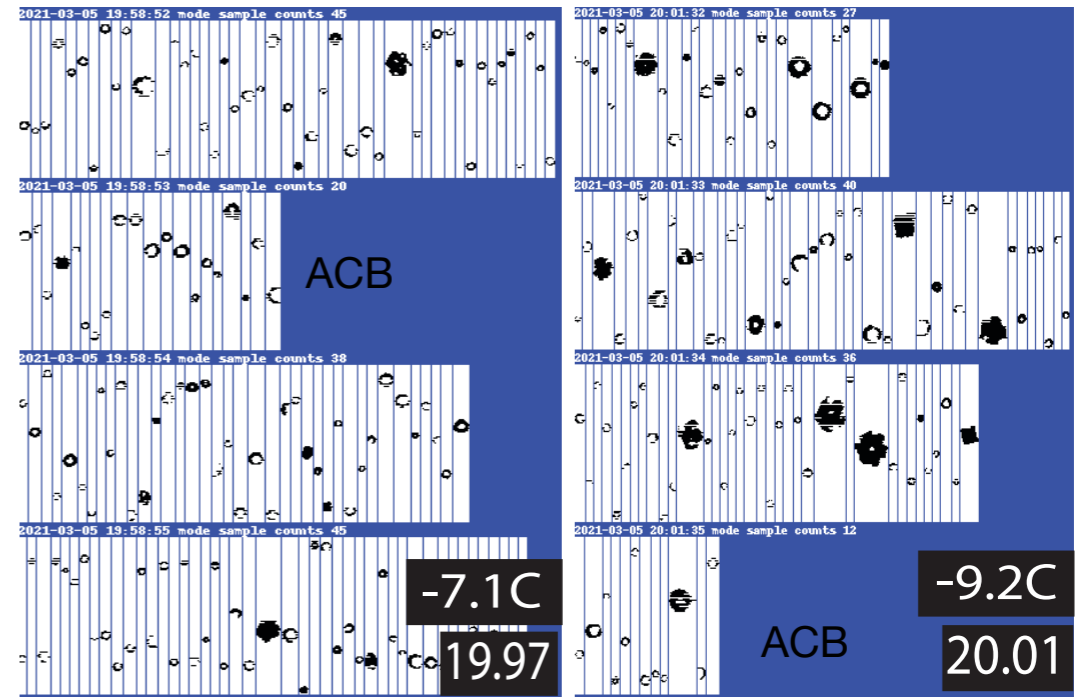 2021-03-05 19:58:52 mode sample counts 45
2021-03-05 19:58:53 mode sample counts 20
ACB
2021-03-05 19:58:54 mode sample counts 38
2021-03-05 19:58:55 mode sample counts 45
-7.1C
19.97
2021-03-05 20:01:32 mode sample counts 27
2021-03-05 20:01:33 mode sample counts 40
2021-03-05 20:01:34 mode sample counts 36
2021-03-05 20:01:35 mode sample counts 12
-9.2C
ACB
20.01